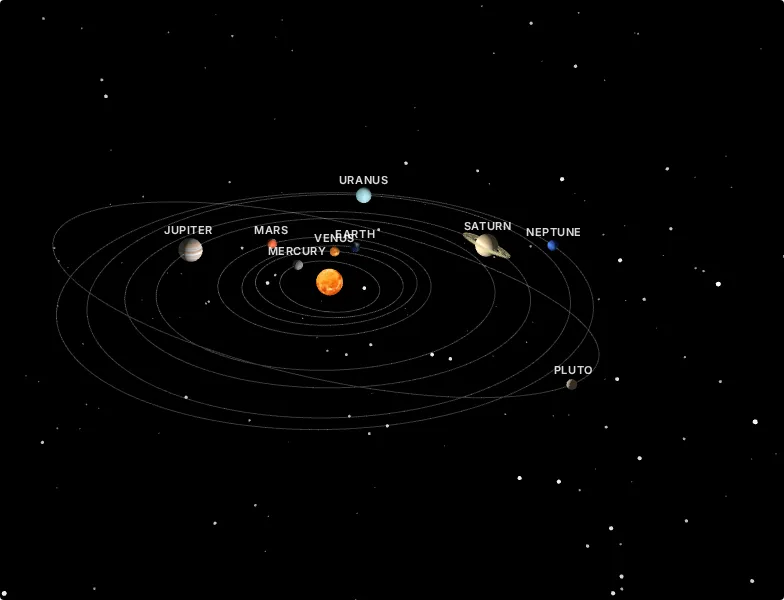 URANUS
SATURN
JUPITER
MARS
NEPTUNE
EARTH
VENUS
MERCURY
PLUTO